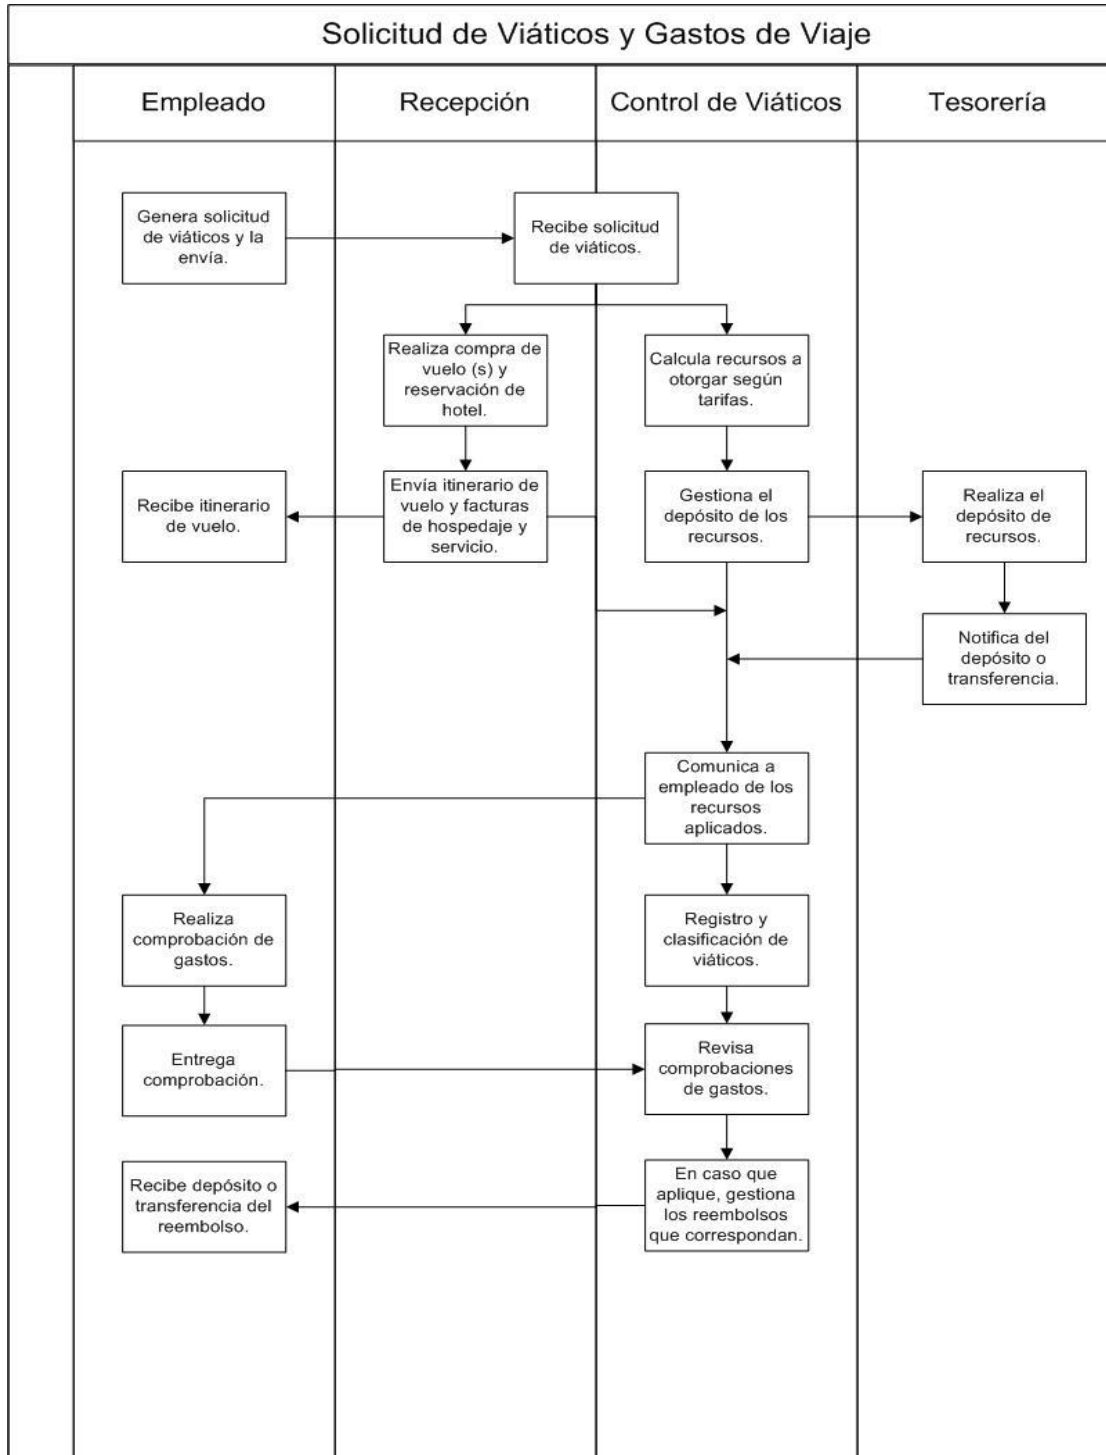 Solicitud de Viáticos y Gastos de Viaje
Empleado
Recepción
Control de Viáticos
Tesorería
Genera solicitud
de viáticos y la
envía.
Recibe solicitud
de viáticos.
Realiza compra de
vuelo (s) y
reservación de
hotel.
Calcula recursos a
otorgar según
tarifas.
Recibe itinerario
de vuelo.
Envía itinerario de
vuelo y facturas
de hospedaje y
servicio.
Gestiona el
depósito de los
recursos.
Realiza el
depósito de
recursos.
Notifica del
depósito o
transferencia.
Comunica a
empleado de los
recursos
aplicados.
Realiza
comprobación de
gastos.
Registro y
clasificación de
viáticos.
Entrega
comprobación.
Revisa
comprobaciones
de gastos.
Recibe depósito o
transferencia del
reembolso.
En caso que
aplique, gestiona
los reembolsos
que correspondan.